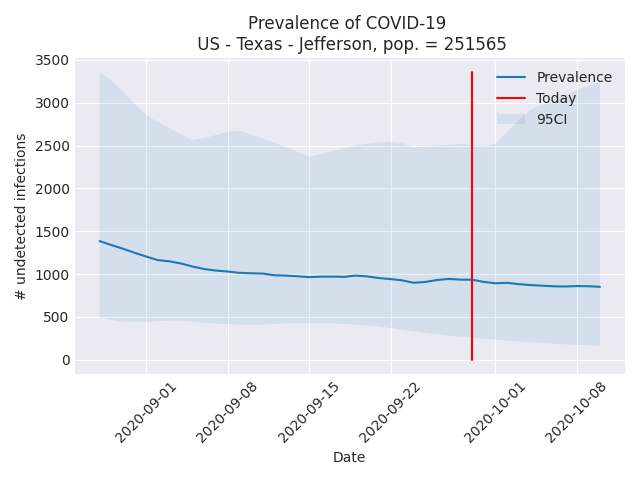 Prevalence of COVID-19
US - Texas - Jefferson, pop. = 251565
3500
3000
2500
2000
1500
1000
500
0
# undetected infections
Prevalence
Today
95CI
2020-09-01
2020-09-08
2020-09-15
2020-09-22
2020-10-01
2020-10-08
Date